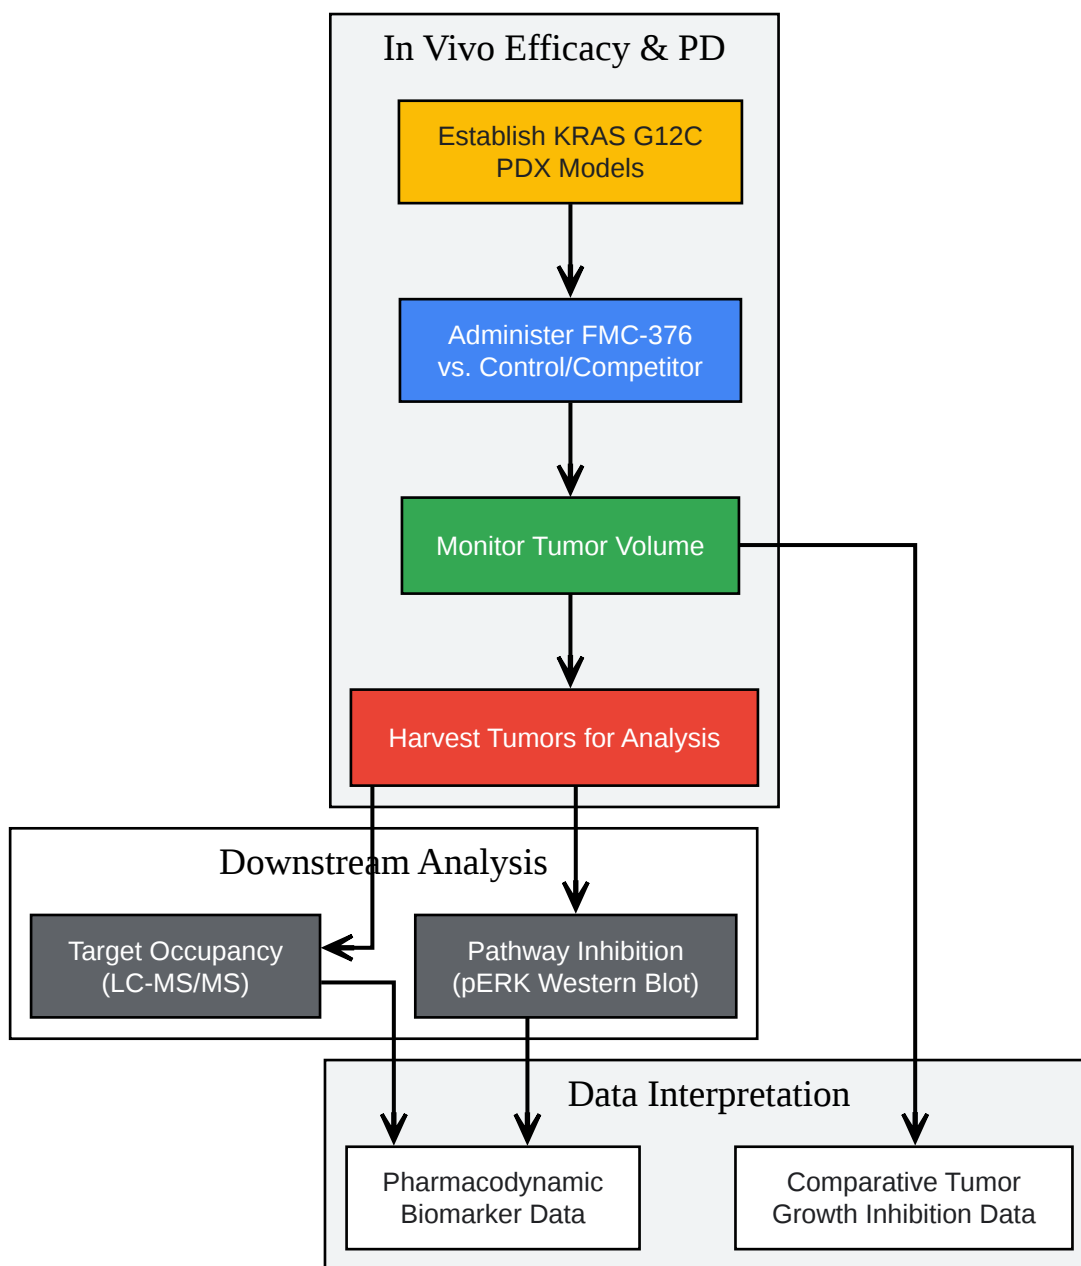 In Vivo Efficacy & PD
Establish KRAS G12C
PDX Models
Administer FMC-376
vs. Control/Competitor
Monitor Tumor Volume
Harvest Tumors for Analysis
Downstream Analysis
Target Occupancy
(LC-MS/MS)
Pathway Inhibition
(pERK Western Blot)
Data Interpretation
Pharmacodynamic
Biomarker Data
Comparative Tumor
Growth Inhibition Data